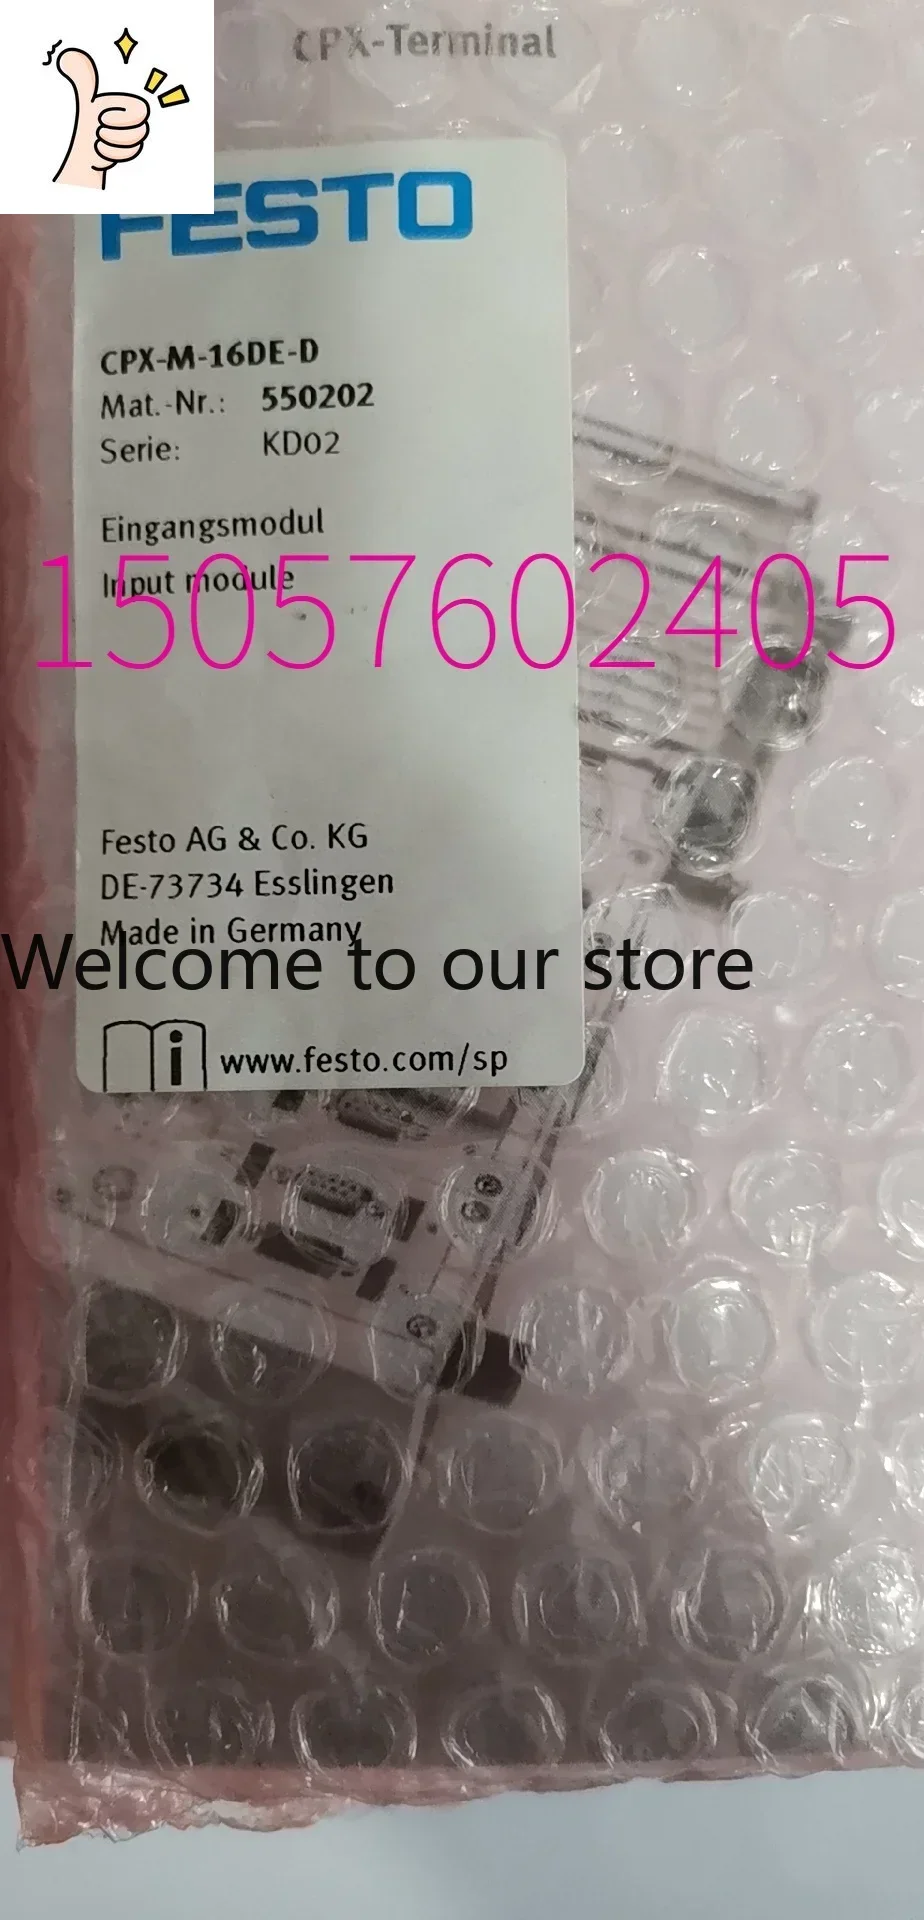 CPX-Terminal
FESTO
CPX-M-16DE-D
Mat.-Nr.: 550202
Serie: KD02
Eingangsmodul
Input module
15057602405
Festo AG & Co. KG
DE-73734 Esslingen
Made in Germany
Welcome to our store
i www.festo.com/sp